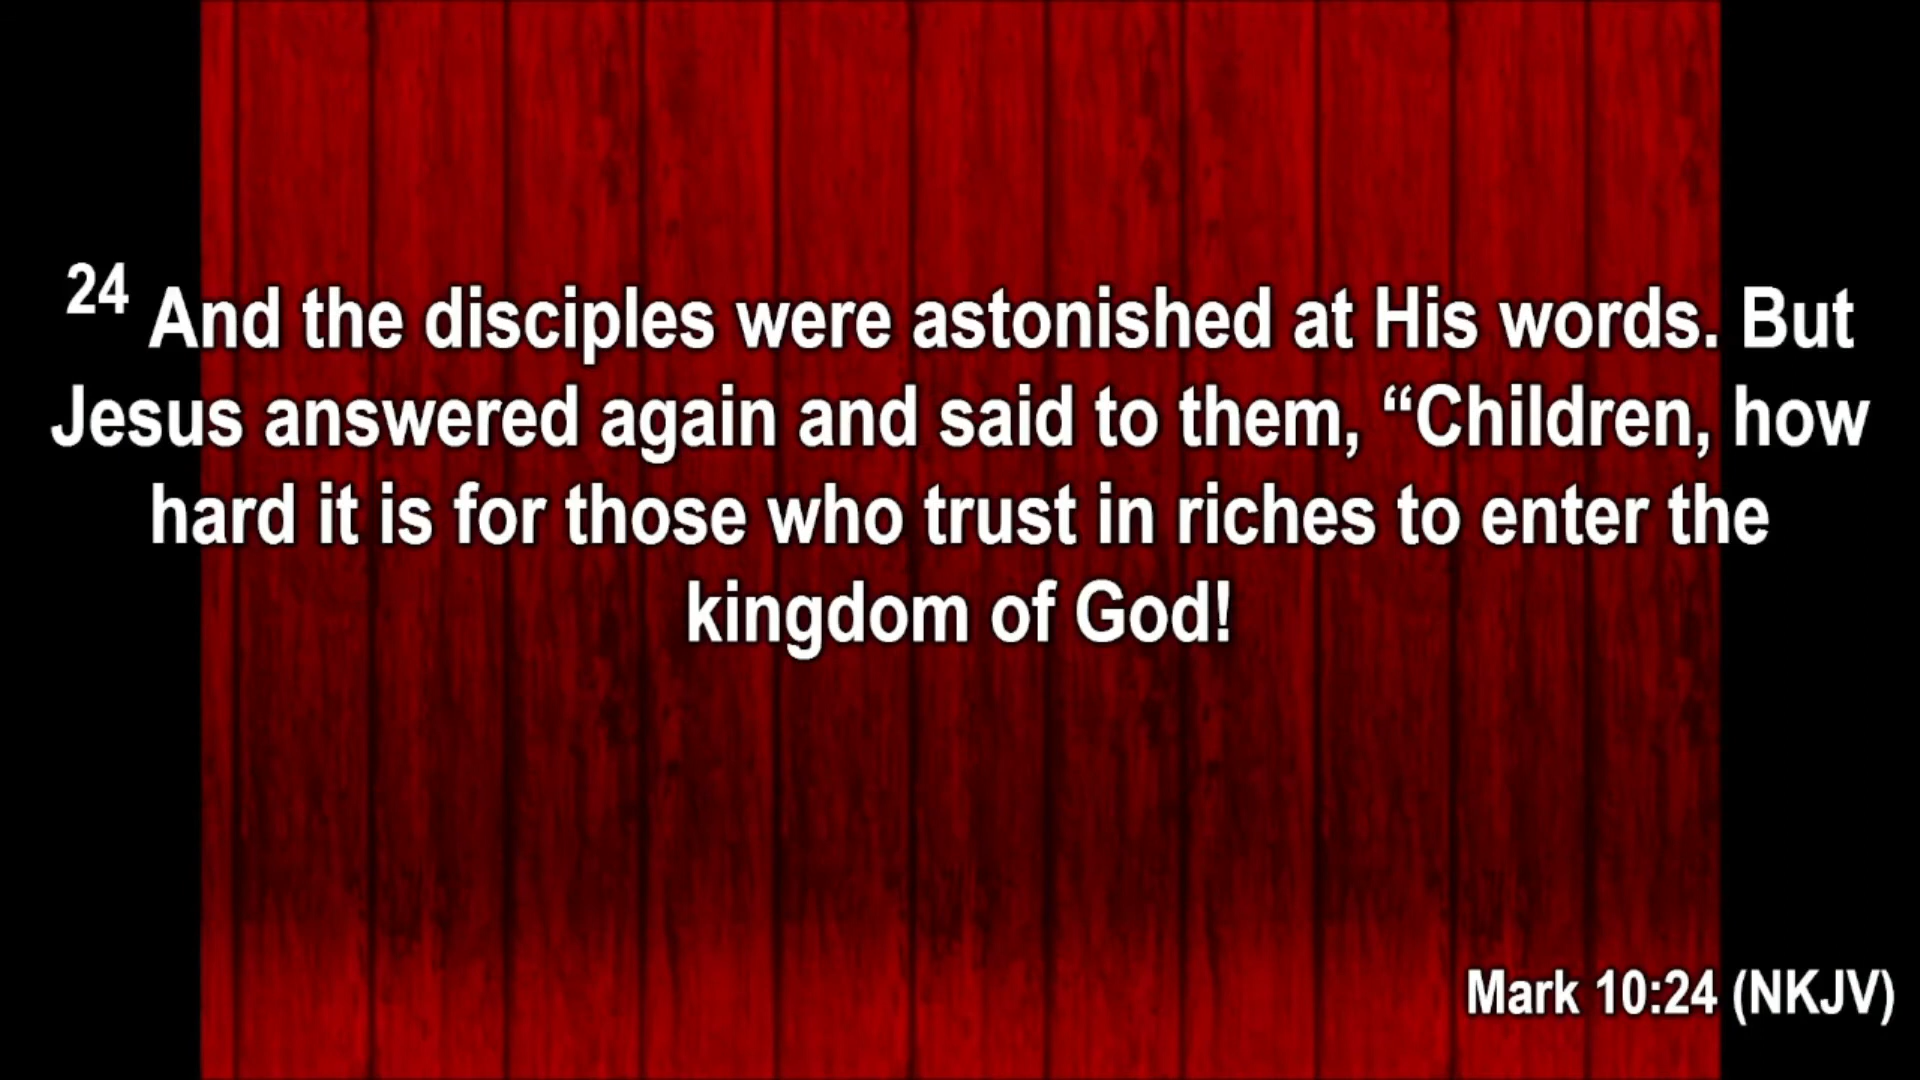 24 And the disciples were astonished at His words. But
Jesus answered again and said to them, “Children, how
hard it is for those who trust in riches to enter the
kingdom of God!
Mark 10:24 (NKJV)